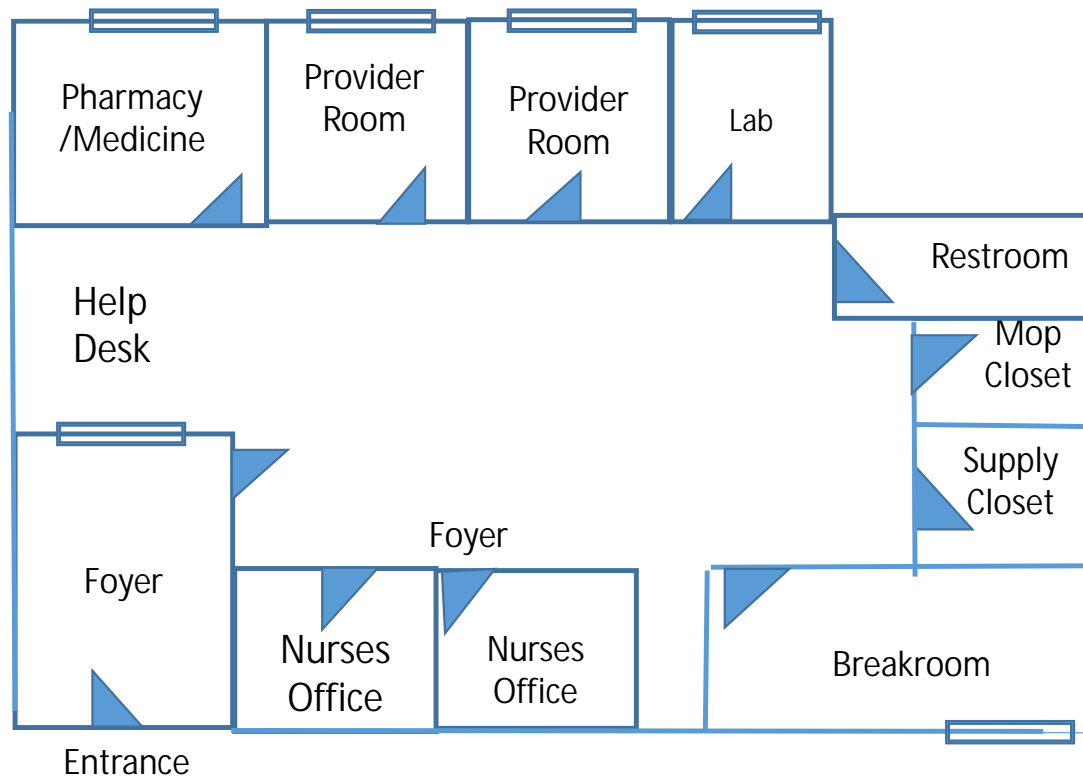 Pharmacy
/Medicine
Provider
Room
Provider
Room
Lab
Restroom
Help
Desk
Mop
Closet
Supply
Closet
Foyer
Foyer
Nurses
Office
Nurses
Office
Breakroom
Entrance